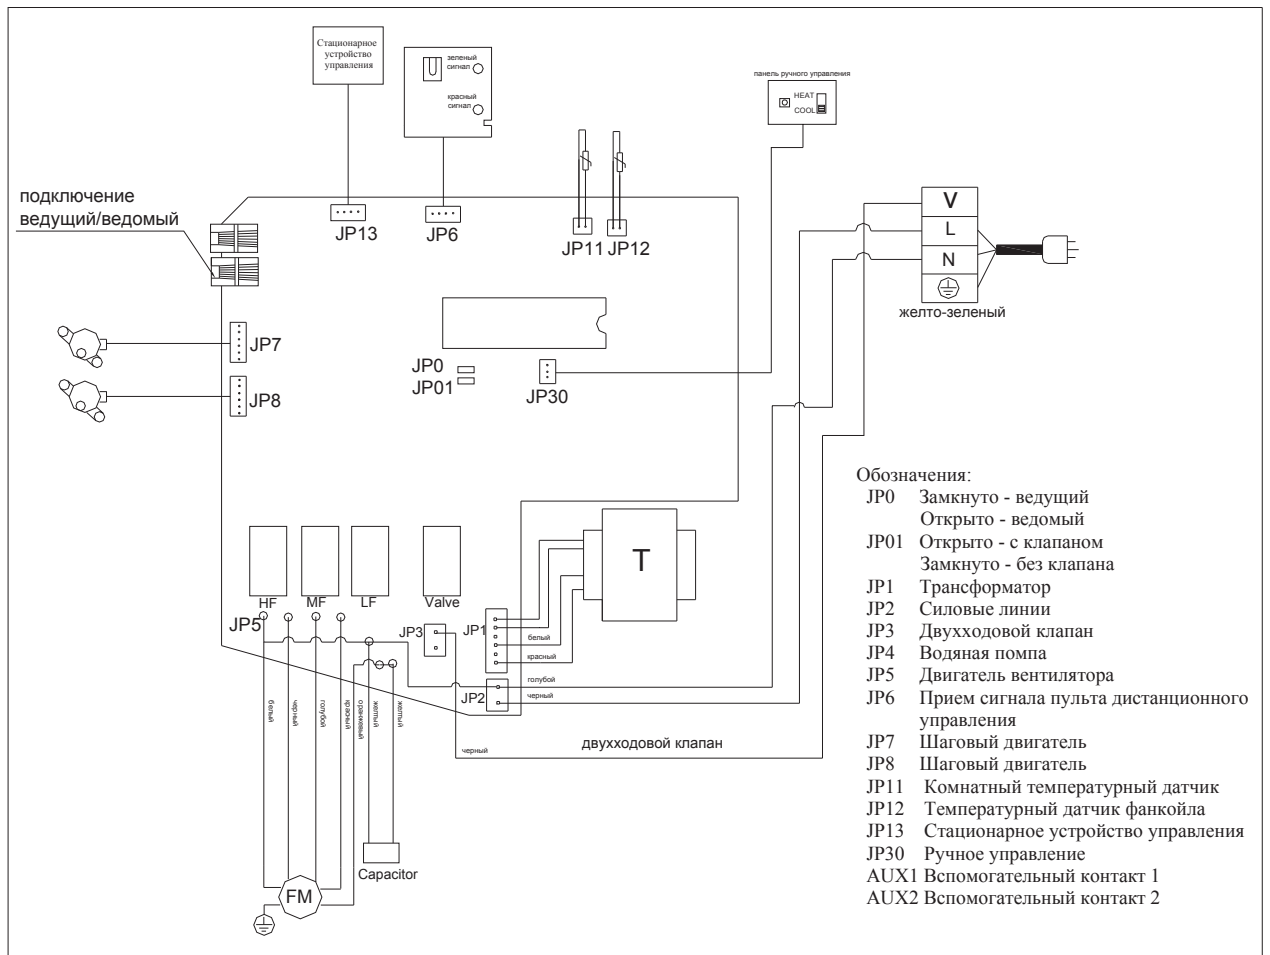 Стационарное
устройство
управления
зеленый
сигнал
красный
сигнал
панель ручного управления
HEAT
COOL
подключение
ведущий/ведомый
JP13
JP6
JP11
JP12
V
L
N
желто-зеленый
JP7
JP8
JP0
JP01
JP30
HF
MF
LF
Valve
JP5
JP3
JP1
белый
красный
JP2
голубой
черный
T
черный
двухходовой клапан
белый
черный
голубой
красный
оранжевый
желтый
желтый
Capacitor
FM
Обозначения:
JP0 Замкнуто - ведущий
Открыто - ведомый
JP01 Открыто - с клапаном
Замкнуто - без клапана
JP1 Трансформатор
JP2 Силовые линии
JP3 Двухходовой клапан
JP4 Водяная помпа
JP5 Двигатель вентилятора
JP6 Прием сигнала пульта дистанционного
управления
JP7 Шаговый двигатель
JP8 Шаговый двигатель
JP11 Комнатный температурный датчик
JP12 Температурный датчик фанкойла
JP13 Стационарное устройство управления
JP30 Ручное управление
AUX1 Вспомогательный контакт 1
AUX2 Вспомогательный контакт 2